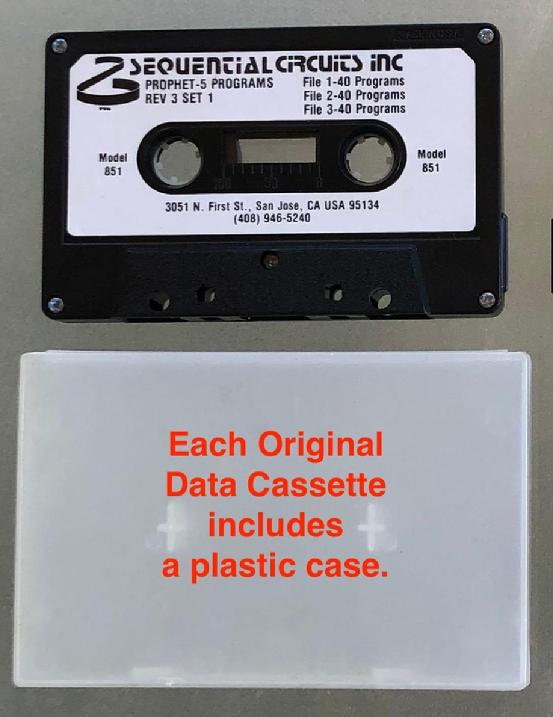 SEQUENTIAL CIRCUITS INC
PROPHET-5 PROGRAMS
REV 3 SET 1
File 1-40 Programs
File 2-40 Programs
File 3-40 Programs
Model
851
Model
851
100 50 0
3051 N. First St., San Jose, CA USA 95134
(408) 946-5240
Each Original
Data Cassette
includes
a plastic case.